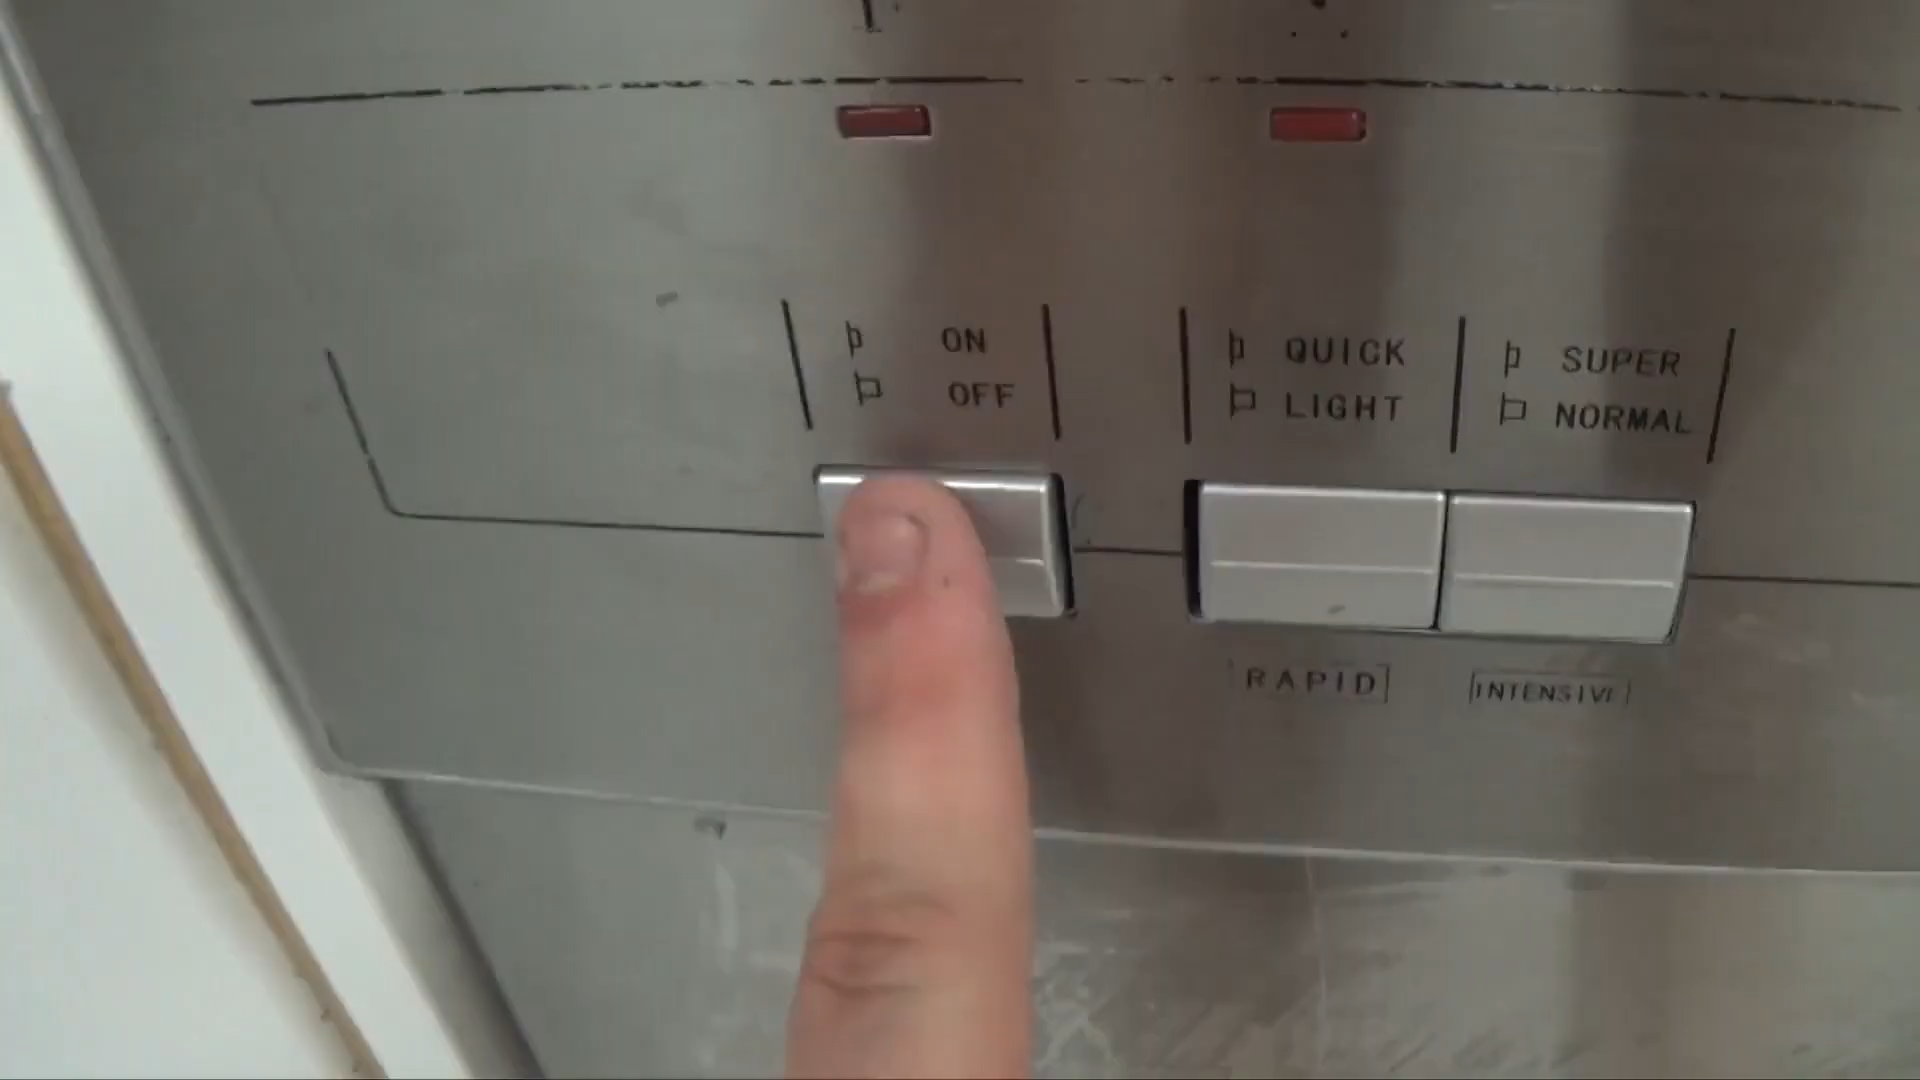 ON
OFF
QUICK
LIGHT
SUPER
NORMAL
RAPID
INTENSIVE